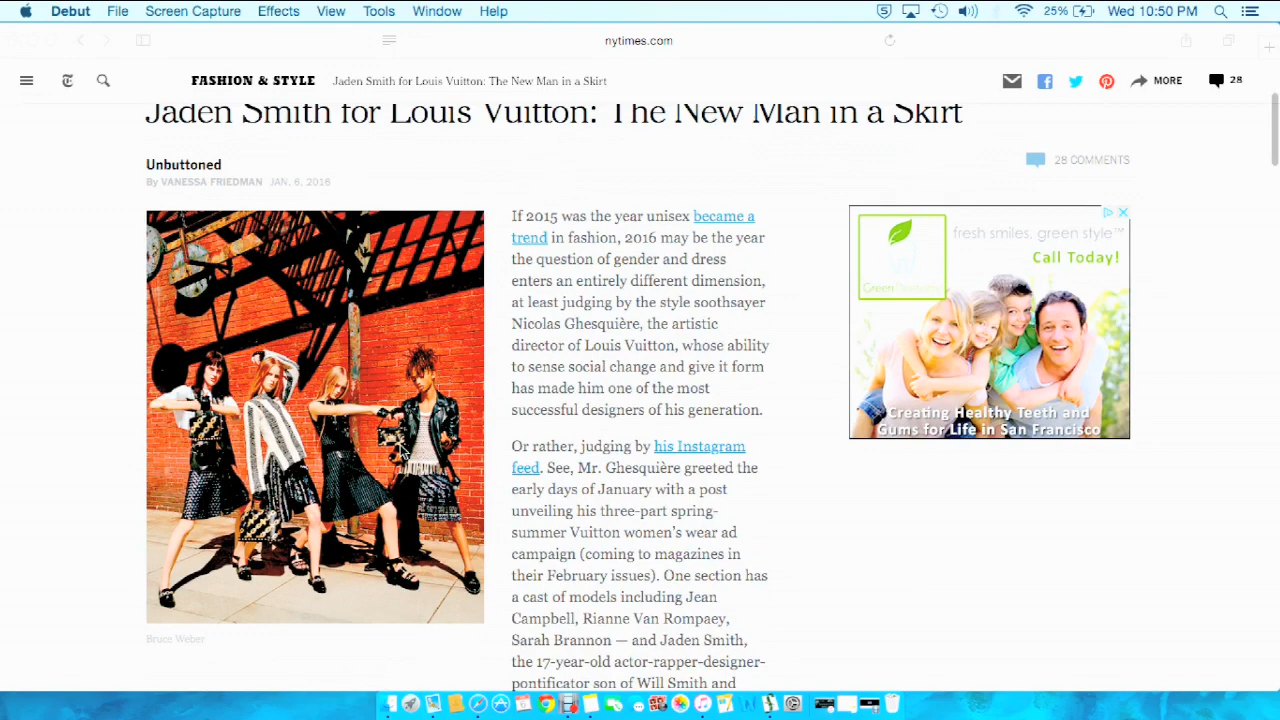 Debut File Screen Capture Effects View Tools Window Help 25% Wed 10:50 PM
nytimes.com
FASHION & STYLE Jaden Smith for Louis Vuitton: The New Man in a Skirt MORE 28
Jaden Smith for Louis Vuitton: The New Man in a Skirt
Unbuttoned
By VANESSA FRIEDMAN JAN. 6, 2016
28 COMMENTS
If 2015 was the year unisex became a
trend in fashion, 2016 may be the year
the question of gender and dress
enters an entirely different dimension,
at least judging by the style soothsayer
Nicolas Ghesquière, the artistic
director of Louis Vuitton, whose ability
to sense social change and give it form
has made him one of the most
successful designers of his generation.
Or rather, judging by his Instagram
feed. See, Mr. Ghesquière greeted the
early days of January with a post
unveiling his three-part spring-
summer Vuitton women's wear ad
campaign (coming to magazines in
their February issues). One section has
a cast of models including Jean
Campbell, Rianne Van Rompaey,
Sarah Brannon — and Jaden Smith,
the 17-year-old actor-rapper-designer-
pontificator son of Will Smith and
Bruce Weber
fresh smiles, green style™
Call Today!
Creating Healthy Teeth and
Gums for Life in San Francisco